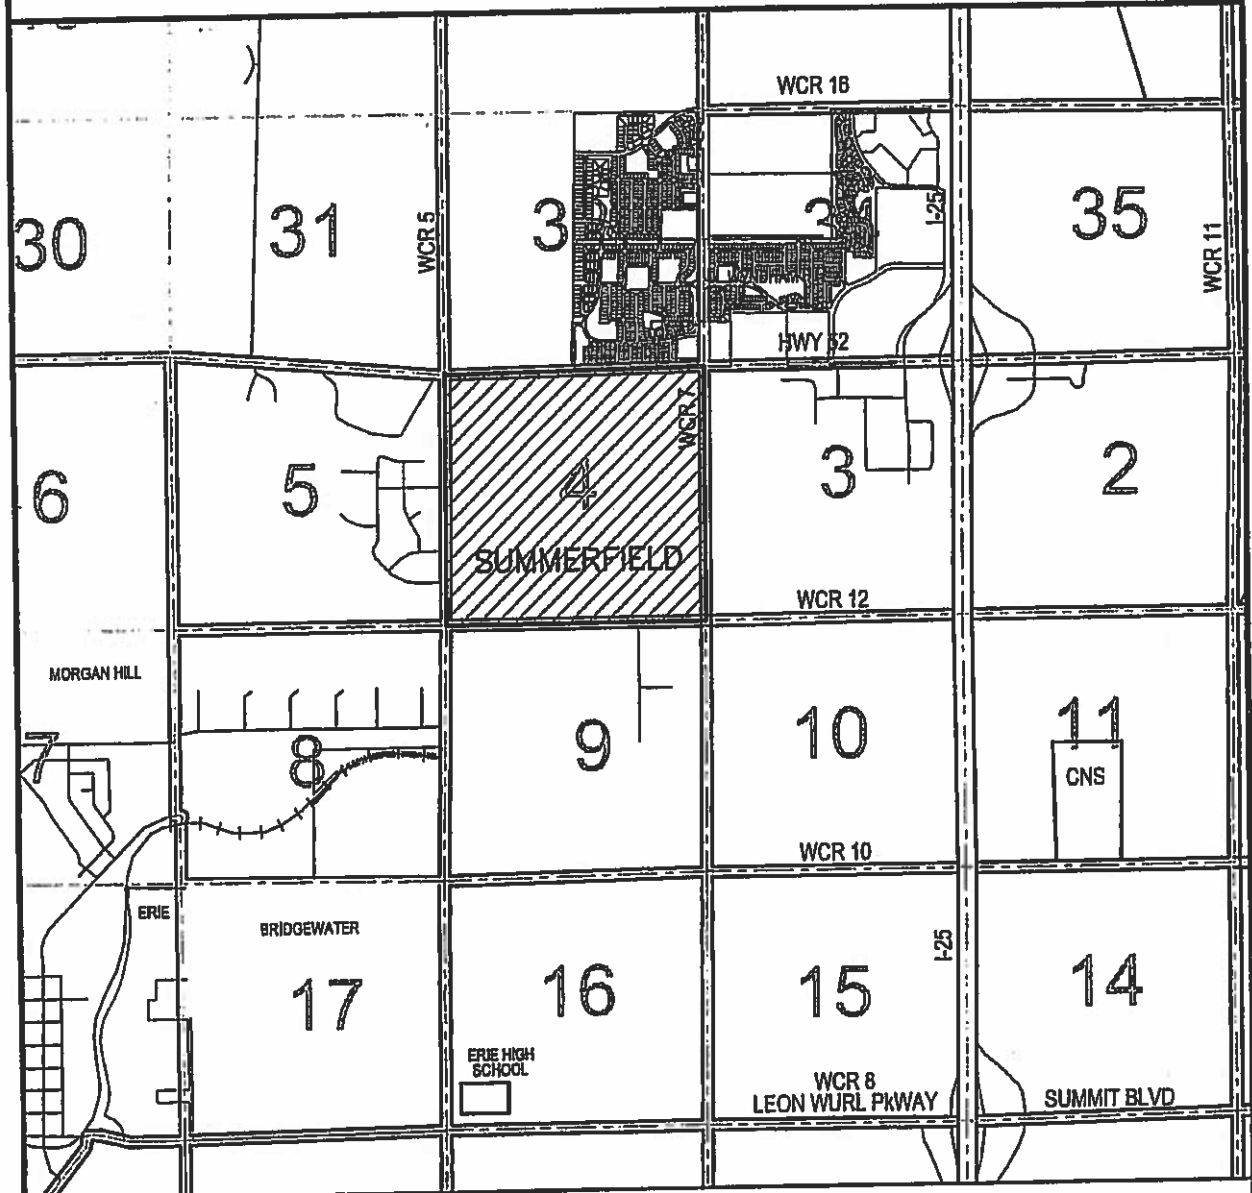 WCR 18
30
31
WCR 5
3
3
I-25
35
WCR 11
HWY 52
6
5
4
SUMMERFIELD
WCR 7
3
2
WCR 12
MORGAN HILL
7
8
9
10
11
CNS
WCR 10
ERIE
BRIDGEWATER
17
16
15
I-25
14
ERIE HIGH
SCHOOL
WCR 8
LEON WURL PkWAY
SUMMIT BLVD